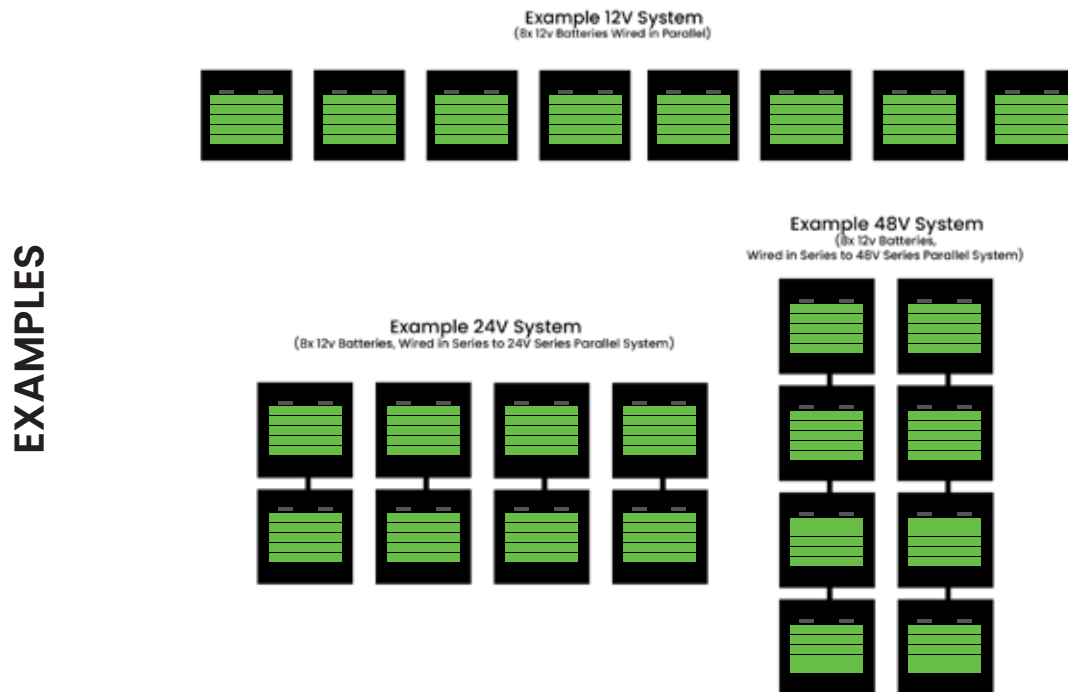 Example 12V System
(8x 12v Batteries Wired in Parallel)
EXAMPLES
Example 48V System
(8x 12v Batteries,
Wired in Series to 48V Series Parallel System)
Example 24V System
(8x 12v Batteries, Wired in Series to 24V Series Parallel System)